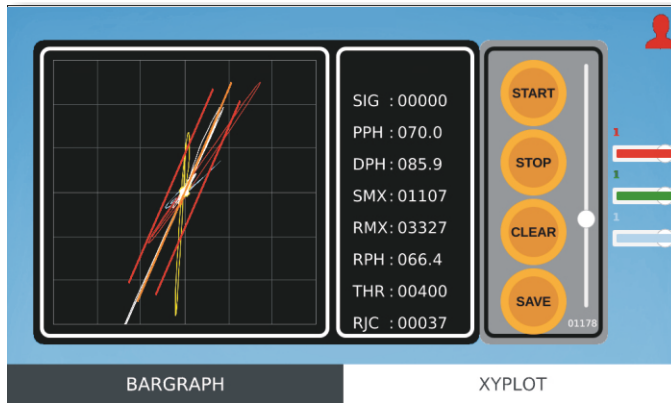 SIG : 00000
PPH : 070.0
DPH : 085.9
SMX : 01107
RMX : 03327
RPH : 066.4
THR : 00400
RJC : 00037
START
STOP
CLEAR
SAVE
01178
1
1
1
BARGRAPH
XYPLOT